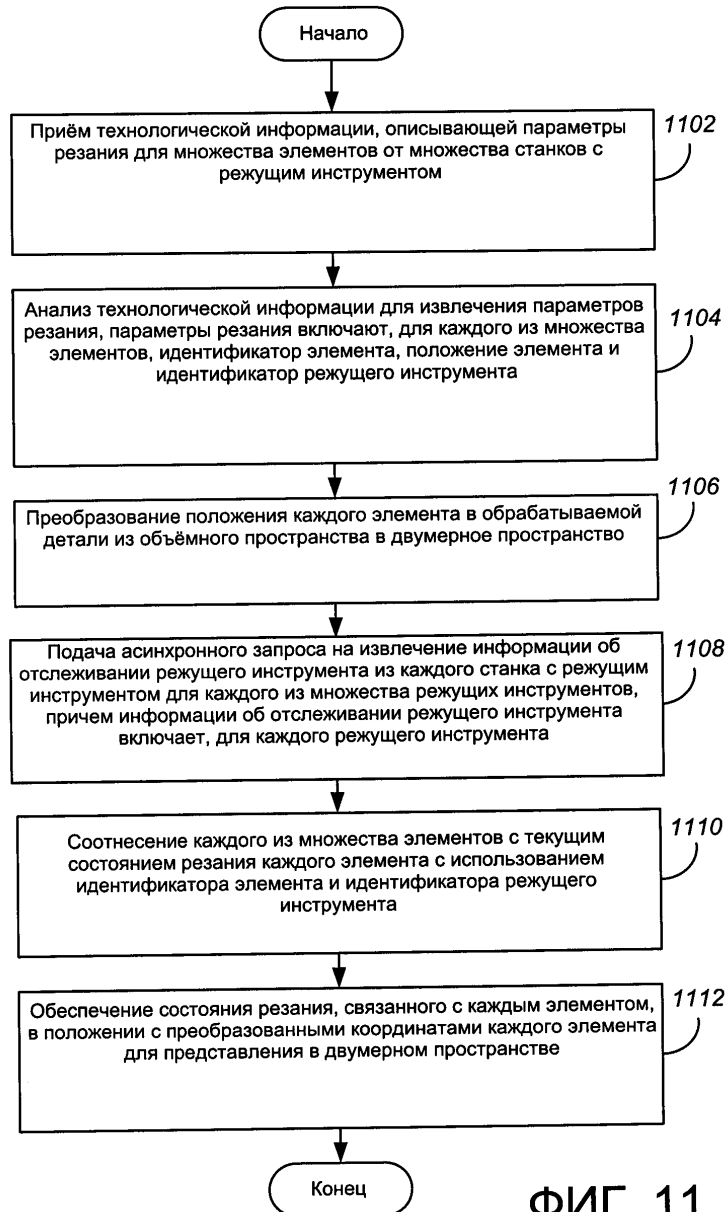 Начало
Приём технологической информации, описывающей параметры
резания для множества элементов от множества станков с
режущим инструментом
1102
Анализ технологической информации для извлечения параметров
резания, параметры резания включают, для каждого из множества
элементов, идентификатор элемента, положение элемента и
идентификатор режущего инструмента
1104
Преобразование положения каждого элемента в обрабатываемой
детали из объёмного пространства в двумерное пространство
1106
Подача асинхронного запроса на извлечение информации об
отслеживании режущего инструмента из каждого станка с режущим
инструментом для каждого из множества режущих инструментов,
причем информации об отслеживании режущего инструмента
включает, для каждого режущего инструмента
1108
Соотнесение каждого из множества элементов с текущим
состоянием резания каждого элемента с использованием
идентификатора элемента и идентификатора режущего
инструмента
1110
Обеспечение состояния резания, связанного с каждым элементом,
в положении с преобразованными координатами каждого элемента
для представления в двумерном пространстве
1112
Конец
ФИГ. 11